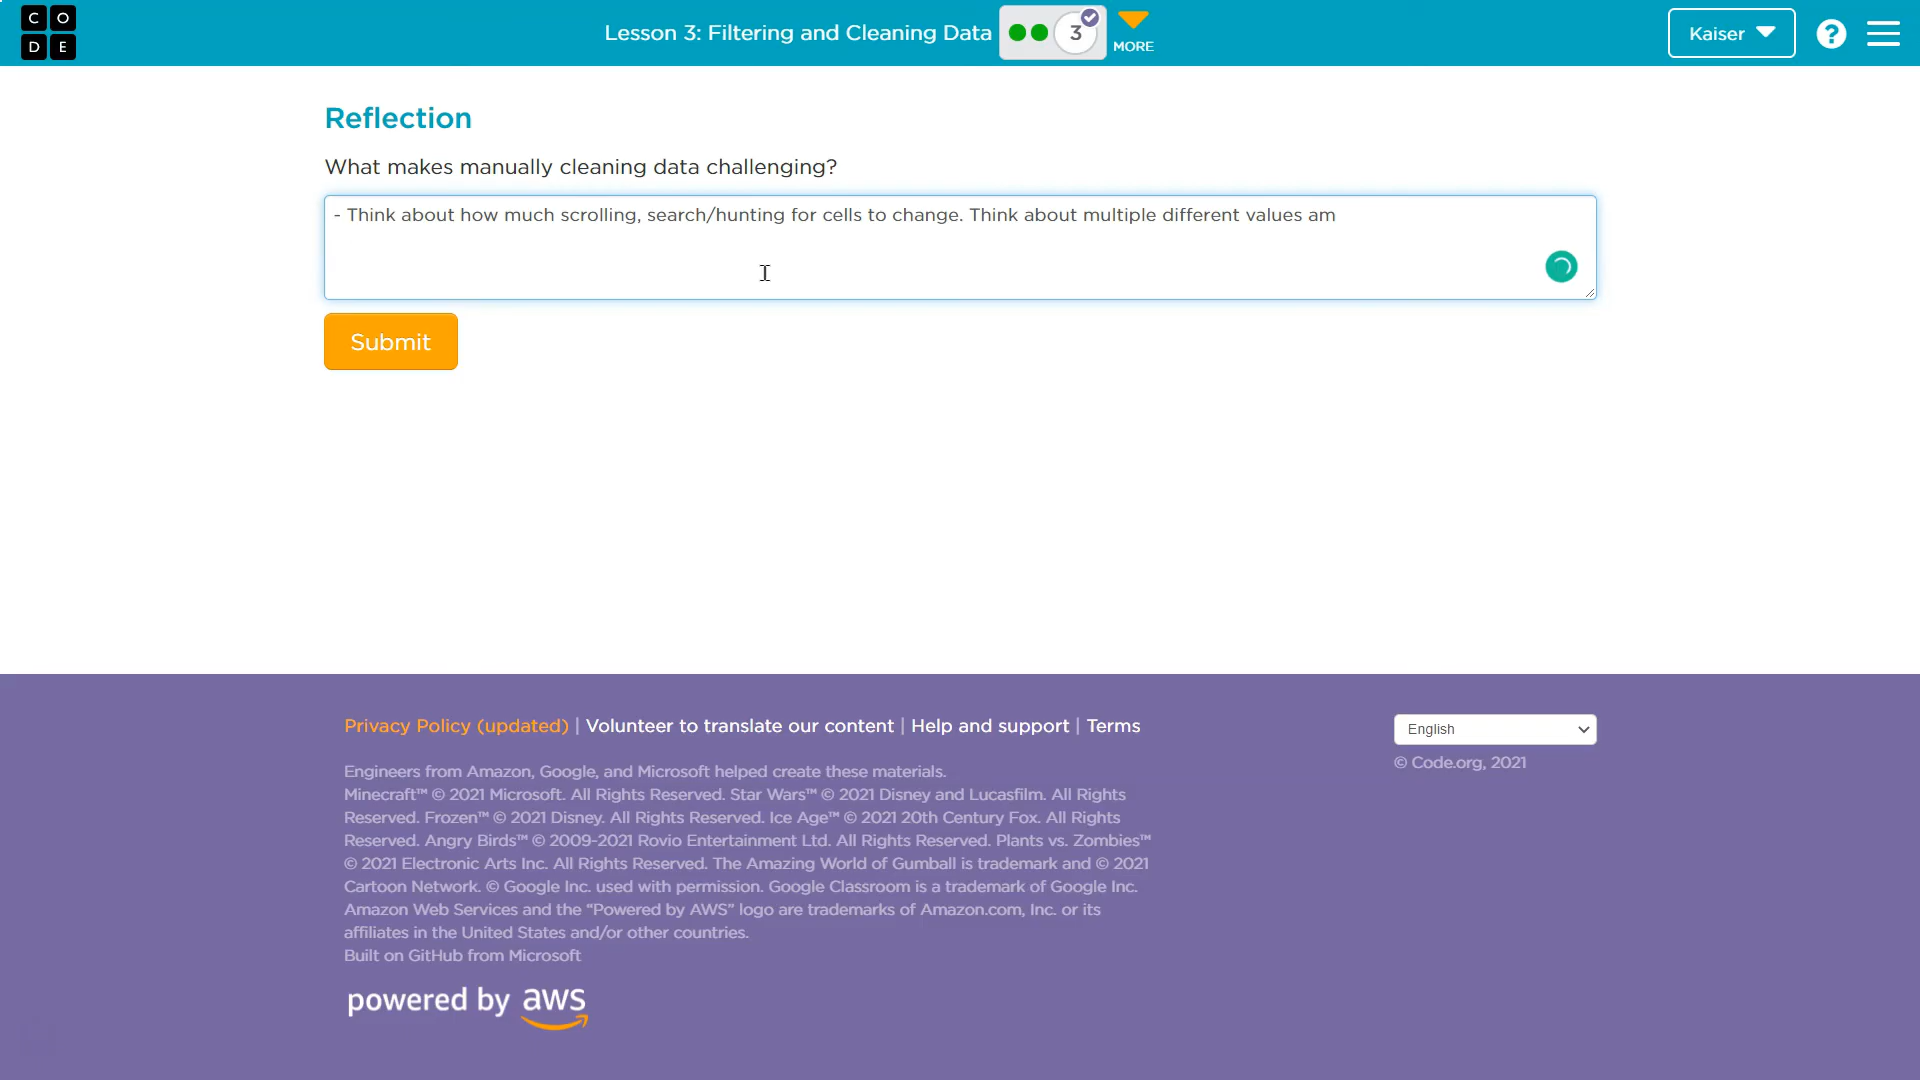 C O
D E
Lesson 3: Filtering and Cleaning Data
3
MORE
Kaiser
?
Reflection
What makes manually cleaning data challenging?
- Think about how much scrolling, search/hunting for cells to change. Think about multiple different values am
Submit
Privacy Policy (updated) | Volunteer to translate our content | Help and support | Terms
English
© Code.org, 2021
Engineers from Amazon, Google, and Microsoft helped create these materials.
Minecraft™ © 2021 Microsoft. All Rights Reserved. Star Wars™ © 2021 Disney and Lucasfilm. All Rights
Reserved. Frozen™ © 2021 Disney. All Rights Reserved. Ice Age™ © 2021 20th Century Fox. All Rights
Reserved. Angry Birds™ © 2009-2021 Rovio Entertainment Ltd. All Rights Reserved. Plants vs. Zombies™
© 2021 Electronic Arts Inc. All Rights Reserved. The Amazing World of Gumball is trademark and © 2021
Cartoon Network. © Google Inc. used with permission. Google Classroom is a trademark of Google Inc.
Amazon Web Services and the “Powered by AWS” logo are trademarks of Amazon.com, Inc. or its
affiliates in the United States and/or other countries.
Built on GitHub from Microsoft
powered by aws